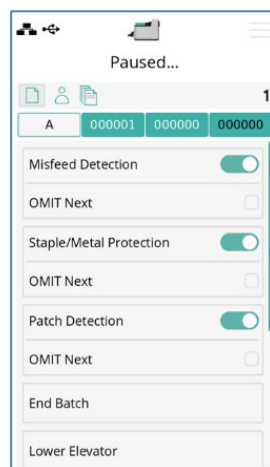 Paused...
1
A 000001 000000 000000
Misfeed Detection
OMIT Next
Staple/Metal Protection
OMIT Next
Patch Detection
OMIT Next
End Batch
Lower Elevator